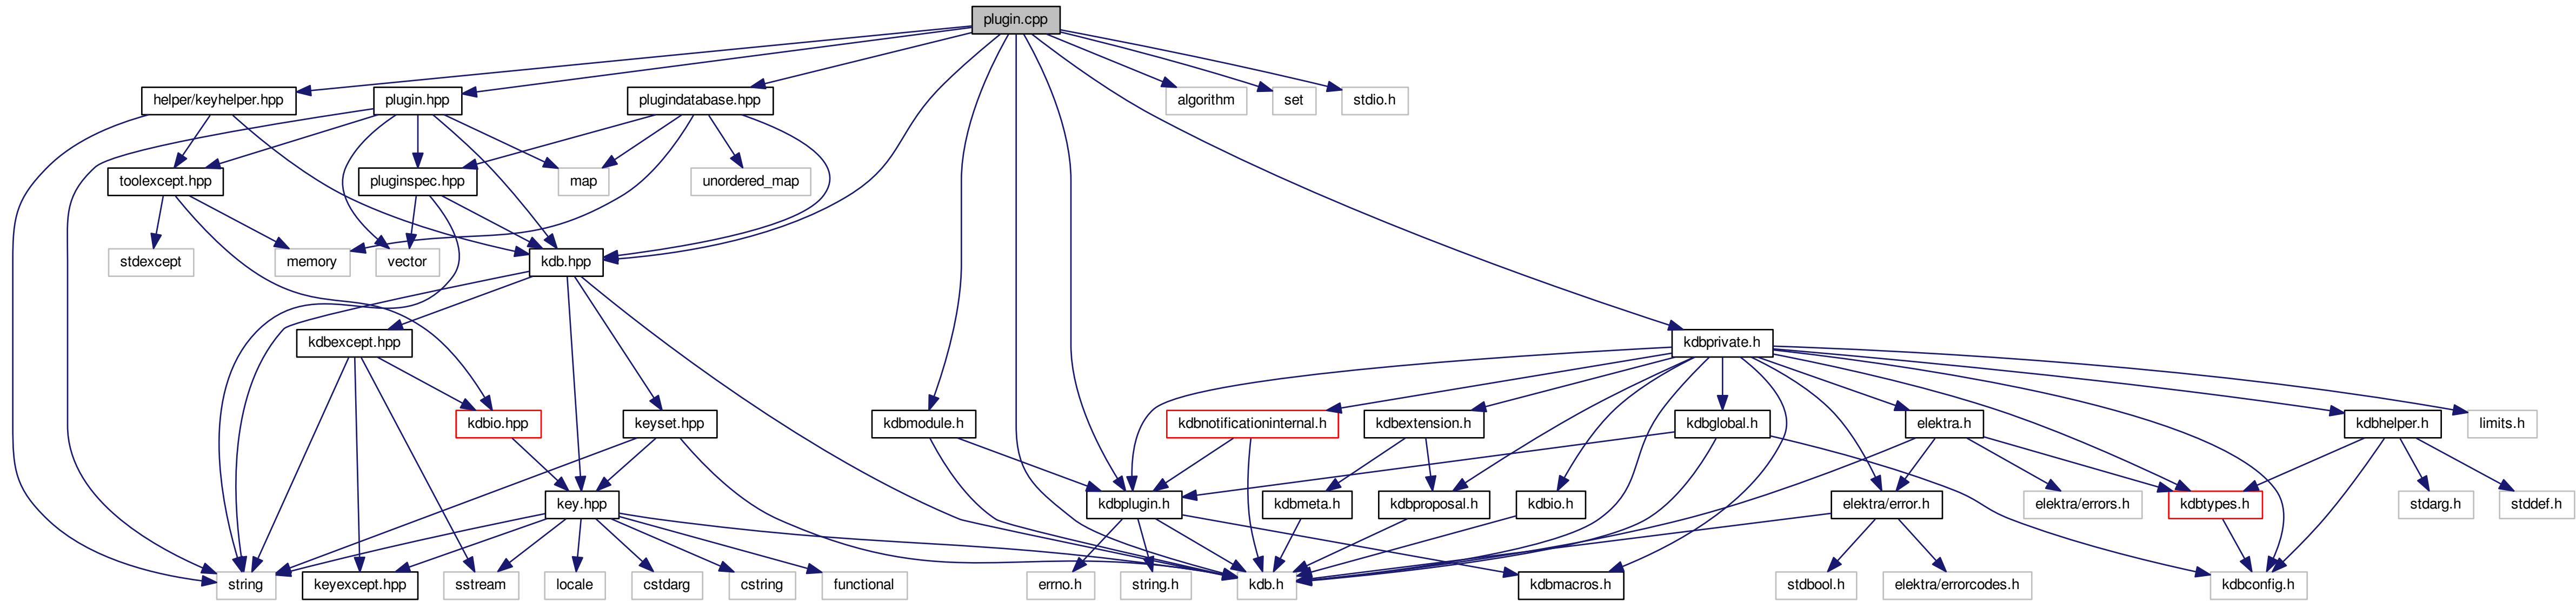 plugin.cpp
helper/keyhelper.hpp
plugin.hpp
plugindatabase.hpp
algorithm
set
stdio.h
toolexcept.hpp
pluginspec.hpp
map
unordered_map
stdexcept
memory
vector
kdb.hpp
kdbexcept.hpp
kdbprivate.h
kdbio.hpp
keyset.hpp
kdbmodule.h
kdbnotificationinternal.h
kdbextension.h
kdbglobal.h
elektra.h
kdbhelper.h
limits.h
key.hpp
kdbplugin.h
kdbmeta.h
kdbproposal.h
kdbio.h
elektra/error.h
elektra/errors.h
kdbtypes.h
stdarg.h
stddef.h
string
keyexcept.hpp
sstream
locale
cstdarg
cstring
functional
errno.h
string.h
kdb.h
kdbmacros.h
stdbool.h
elektra/errorcodes.h
kdbconfig.h